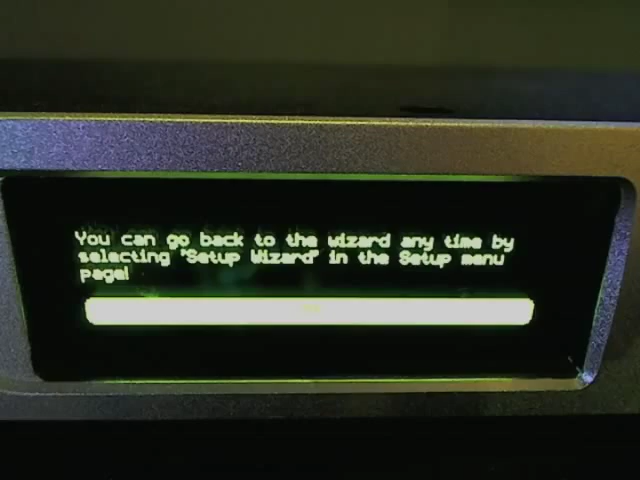 You can go back to the wizard any time by
selecting "Setup Wizard" in the Setup menu
page!